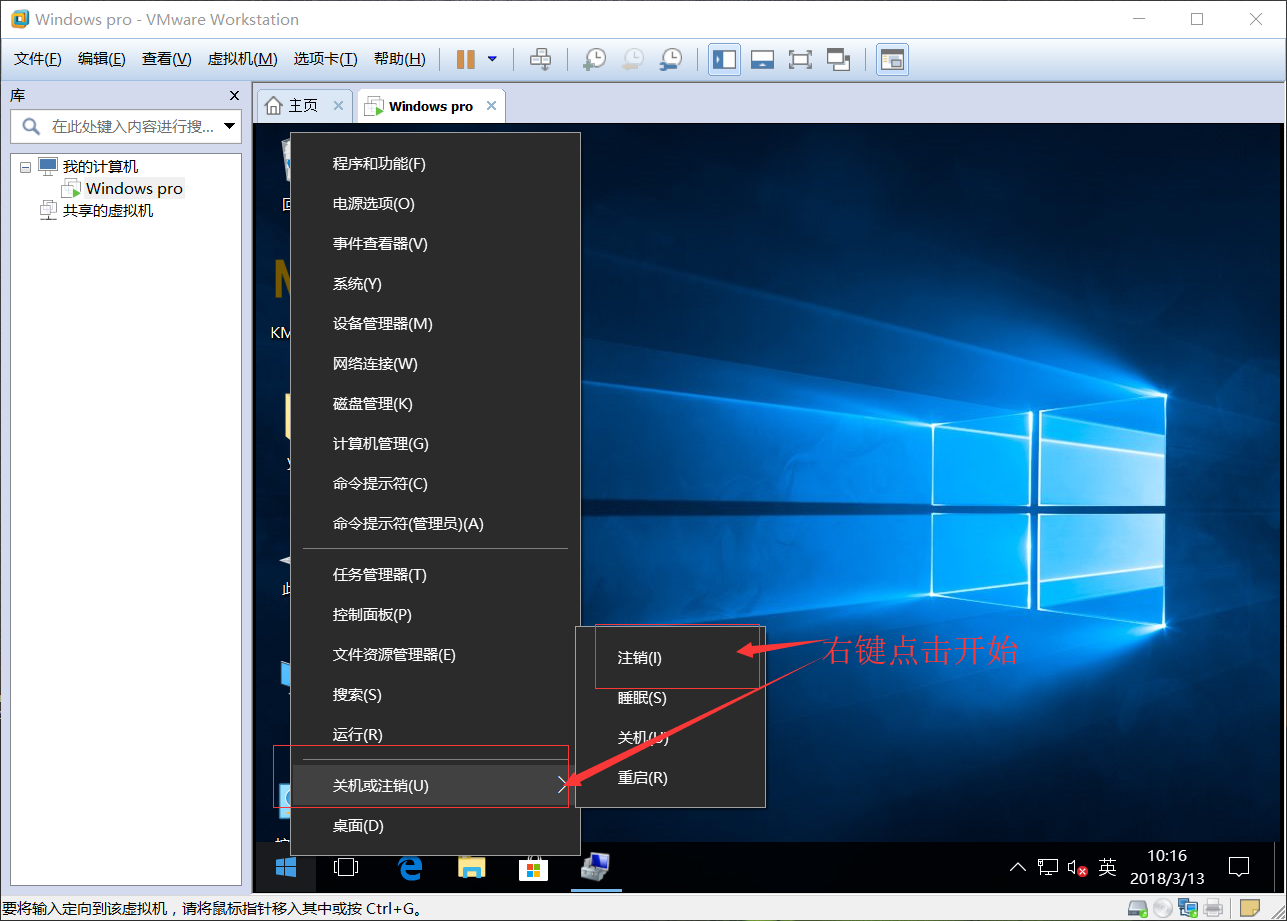 Windows pro - VMware Workstation
文件(F) 编辑(E) 查看(V) 虚拟机(M) 选项卡(T) 帮助(H)
库
在此处键入内容进行搜...
我的计算机
Windows pro
共享的虚拟机
主页
Windows pro
程序和功能(F)
电源选项(O)
事件查看器(V)
系统(Y)
设备管理器(M)
网络连接(W)
磁盘管理(K)
计算机管理(G)
命令提示符(C)
命令提示符(管理员)(A)
任务管理器(T)
控制面板(P)
文件资源管理器(E)
搜索(S)
运行(R)
关机或注销(U)
桌面(D)
注销(I)
睡眠(S)
关机(U)
重启(R)
右键点击开始
KM
英
10:16
2018/3/13
要将输入定向到该虚拟机，请将鼠标指针移入其中或按 Ctrl+G。